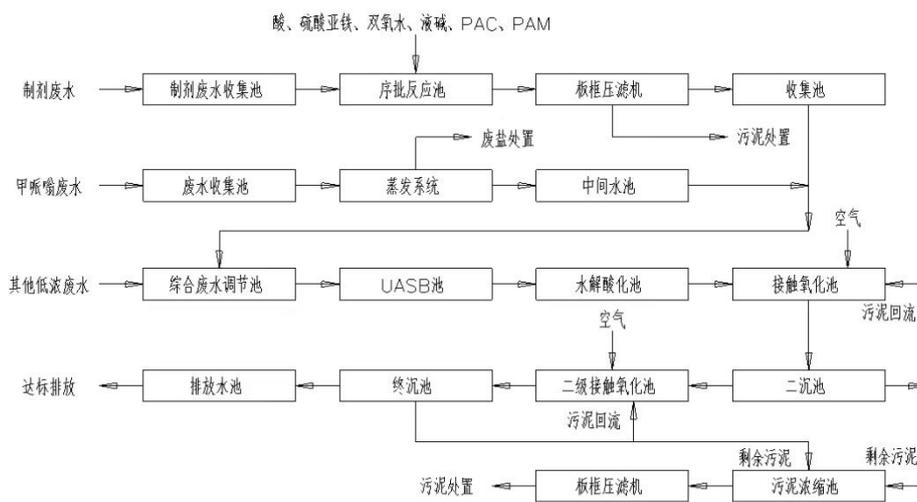 酸、硫酸亚铁、双氧水、液碱、PAC、PAM
制剂废水 制剂废水收集池 序批反应池 板框压滤机 收集池
废盐处置 污泥处置
甲哌嗡废水 废水收集池 蒸发系统 中间水池
空气
其他低浓废水 综合废水调节池 UASB池 水解酸化池 接触氧化池
空气 污泥回流
达标排放 排放水池 终沉池 二级接触氧化池 二沉池
污泥回流
剩余污泥 剩余污泥
污泥处置 板框压滤机 污泥浓缩池